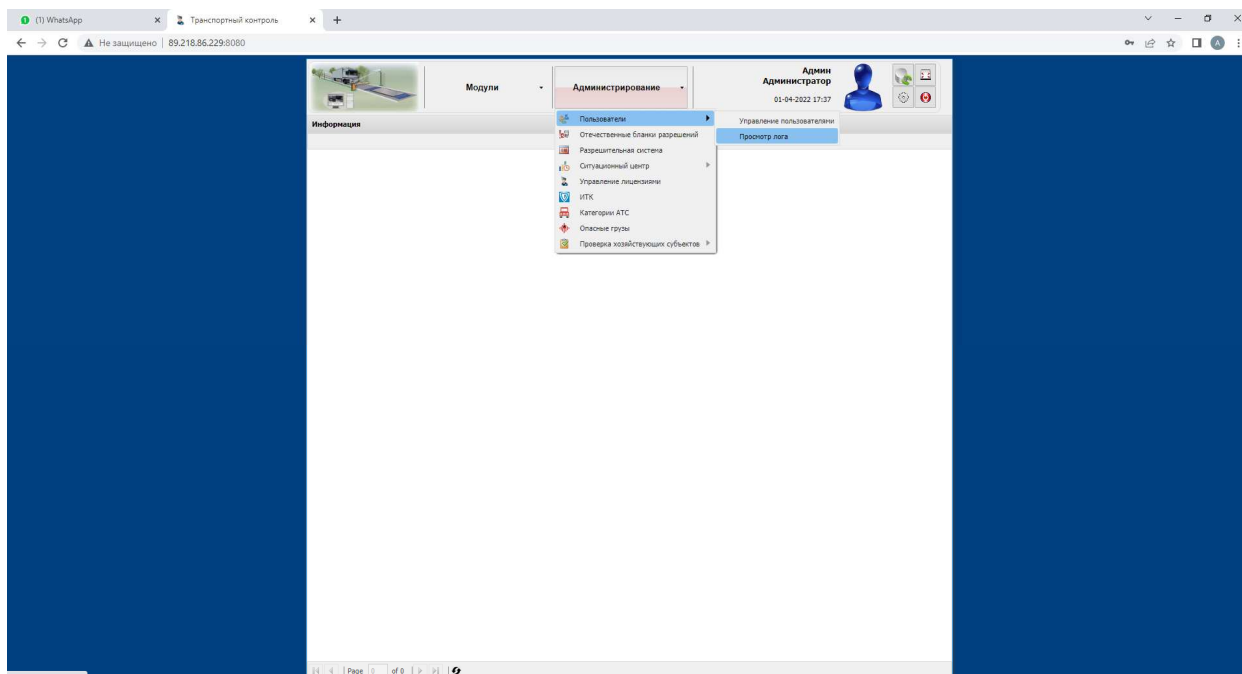 (1) WhatsApp
Транспортный контроль
Не защищено
89.218.86.229:8080
Модули
Администрирование
Админ
Администратор
01-04-2022 17:37
Информация
Пользователи
Отечественные бланки разрешений
Разрешительная система
Ситуационный центр
Управление лицензиями
ИТК
Категории АТС
Опасные грузы
Проверка хозяйствующих субъектов
Управление пользователями
Просмотр лога
Page 0 of 0